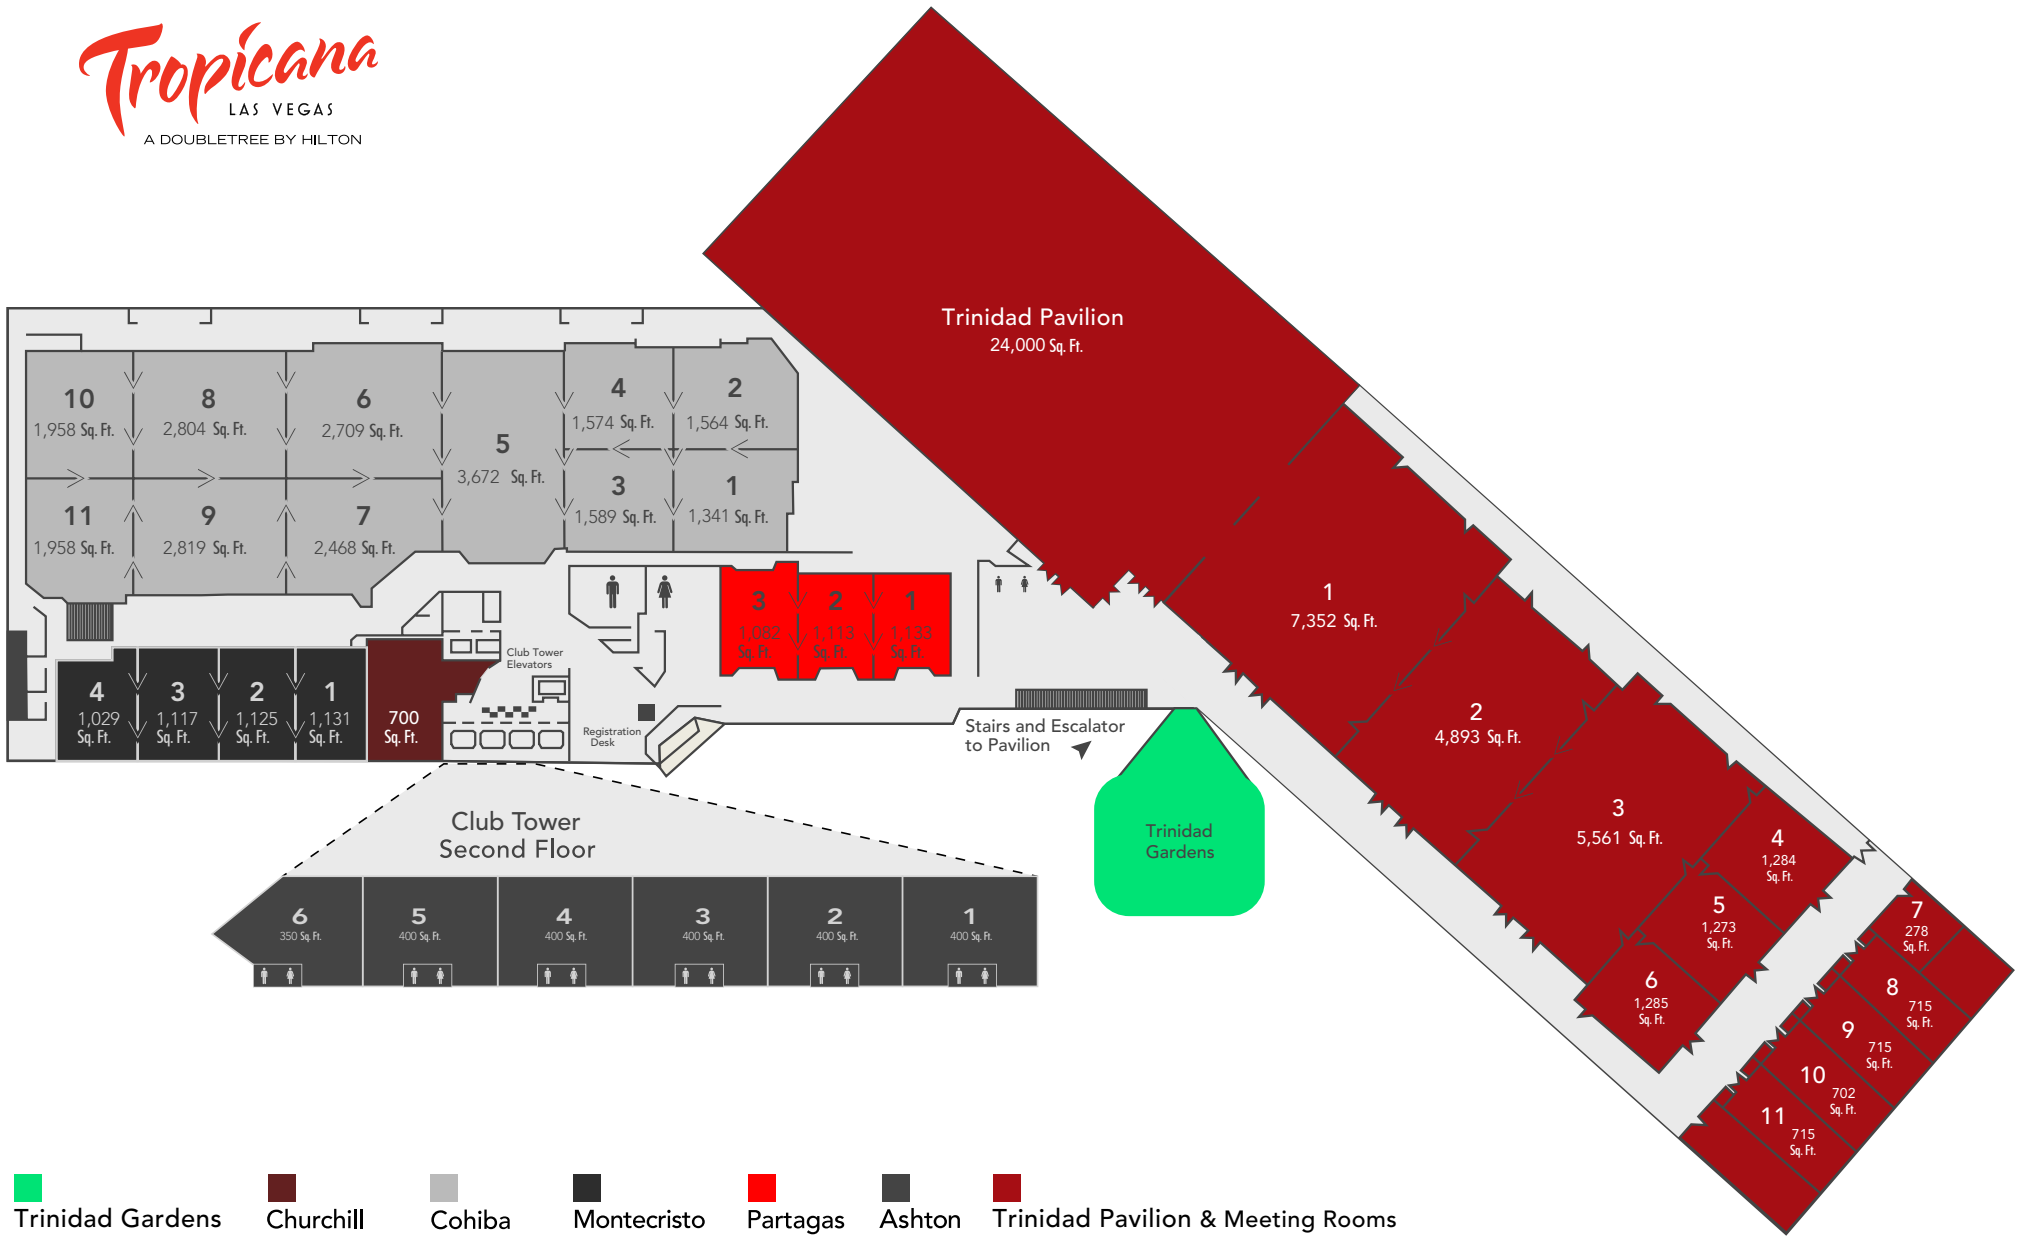 Tropicana
LAS VEGAS
A DOUBLETREE BY HILTON
Trinidad Pavilion
24,000 Sq. Ft.
10
1,958 Sq. Ft.
8
2,804 Sq. Ft.
6
2,709 Sq. Ft.
5
3,672 Sq. Ft.
4
1,574 Sq. Ft.
2
1,564 Sq. Ft.
11
1,958 Sq. Ft.
9
2,819 Sq. Ft.
7
2,468 Sq. Ft.
3
1,589 Sq. Ft.
1
1,341 Sq. Ft.
3
1,082
Sq. Ft.
2
1,113
Sq. Ft.
1
1,133
Sq. Ft.
4
1,029
Sq. Ft.
3
1,117
Sq. Ft.
2
1,125
Sq. Ft.
1
1,131
Sq. Ft.
700
Sq. Ft.
Club Tower
Elevators
Registration
Desk
Stairs and Escalator
to Pavilion
1
7,352 Sq. Ft.
2
4,893 Sq. Ft.
3
5,561 Sq. Ft.
4
1,284
Sq. Ft.
5
1,273
Sq. Ft.
6
1,285
Sq. Ft.
7
278
Sq. Ft.
8
715
Sq. Ft.
9
715
Sq. Ft.
10
702
Sq. Ft.
11
715
Sq. Ft.
Trinidad
Gardens
Club Tower
Second Floor
6
350 Sq. Ft.
5
400 Sq. Ft.
4
400 Sq. Ft.
3
400 Sq. Ft.
2
400 Sq. Ft.
1
400 Sq. Ft.
Trinidad Gardens
Churchill
Cohiba
Montecristo
Partagas
Ashton
Trinidad Pavilion & Meeting Rooms